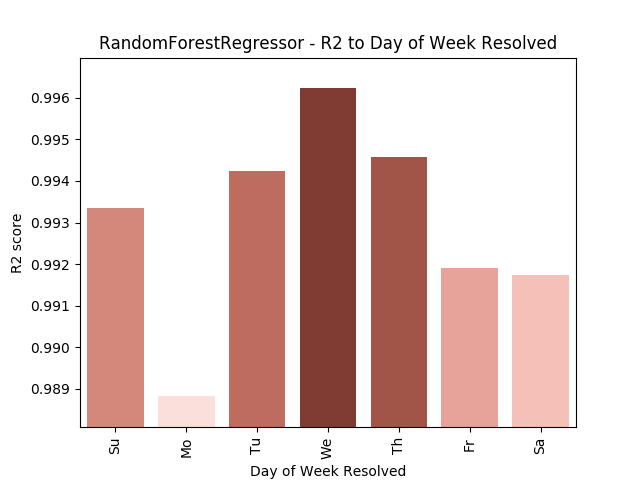 RandomForestRegressor - R2 to Day of Week Resolved
R2 score
0.996
0.995
0.994
0.993
0.992
0.991
0.990
0.989
Su
Mo
Tu
We
Th
Fr
Sa
Day of Week Resolved